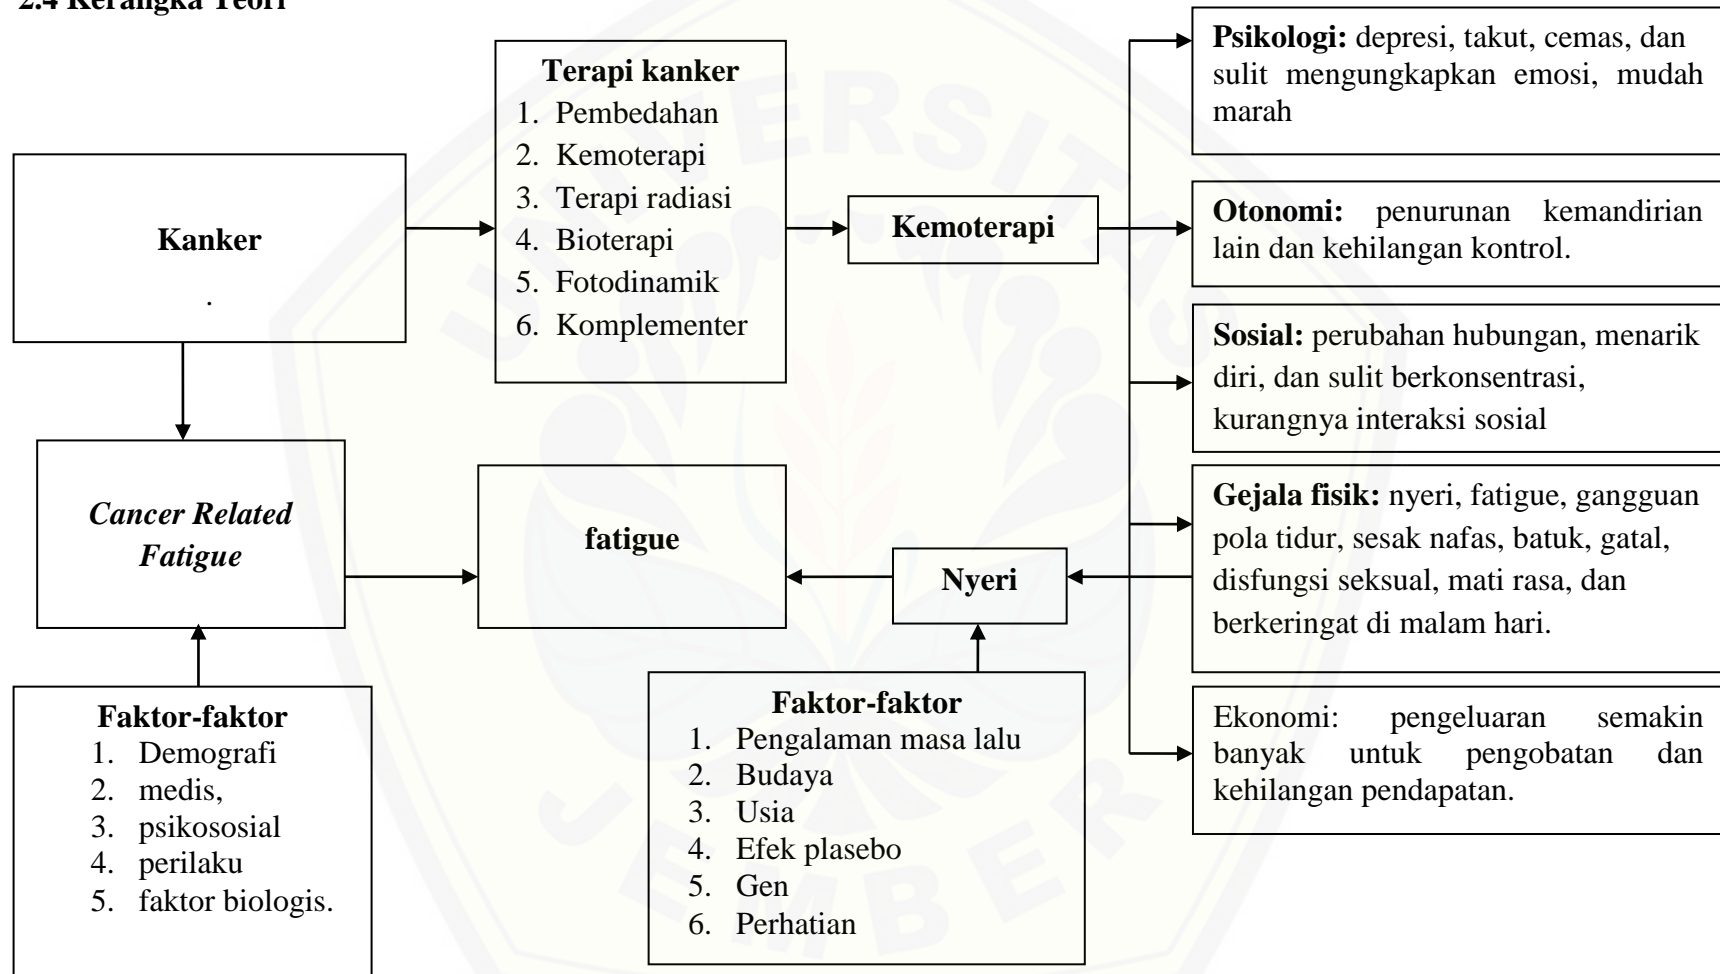 2.4 Kerangka Teori
Kanker
.
Terapi kanker
1. Pembedahan
2. Kemoterapi
3. Terapi radiasi
4. Bioterapi
5. Fotodinamik
6. Komplementer
Kemoterapi
Psikologi: depresi, takut, cemas, dan
sulit mengungkapkan emosi, mudah
marah
Otonomi: penurunan kemandirian
lain dan kehilangan kontrol.
Sosial: perubahan hubungan, menarik
diri, dan sulit berkonsentrasi,
kurangnya interaksi sosial
Gejala fisik: nyeri, fatigue, gangguan
pola tidur, sesak nafas, batuk, gatal,
disfungsi seksual, mati rasa, dan
berkeringat di malam hari.
Ekonomi: pengeluaran semakin
banyak untuk pengobatan dan
kehilangan pendapatan.
Cancer Related
Fatigue
fatigue
Nyeri
Faktor-faktor
1. Demografi
2. medis,
3. psikososial
4. perilaku
5. faktor biologis.
Faktor-faktor
1. Pengalaman masa lalu
2. Budaya
3. Usia
4. Efek plasebo
5. Gen
6. Perhatian
UNIVERSITAS
JEMBER